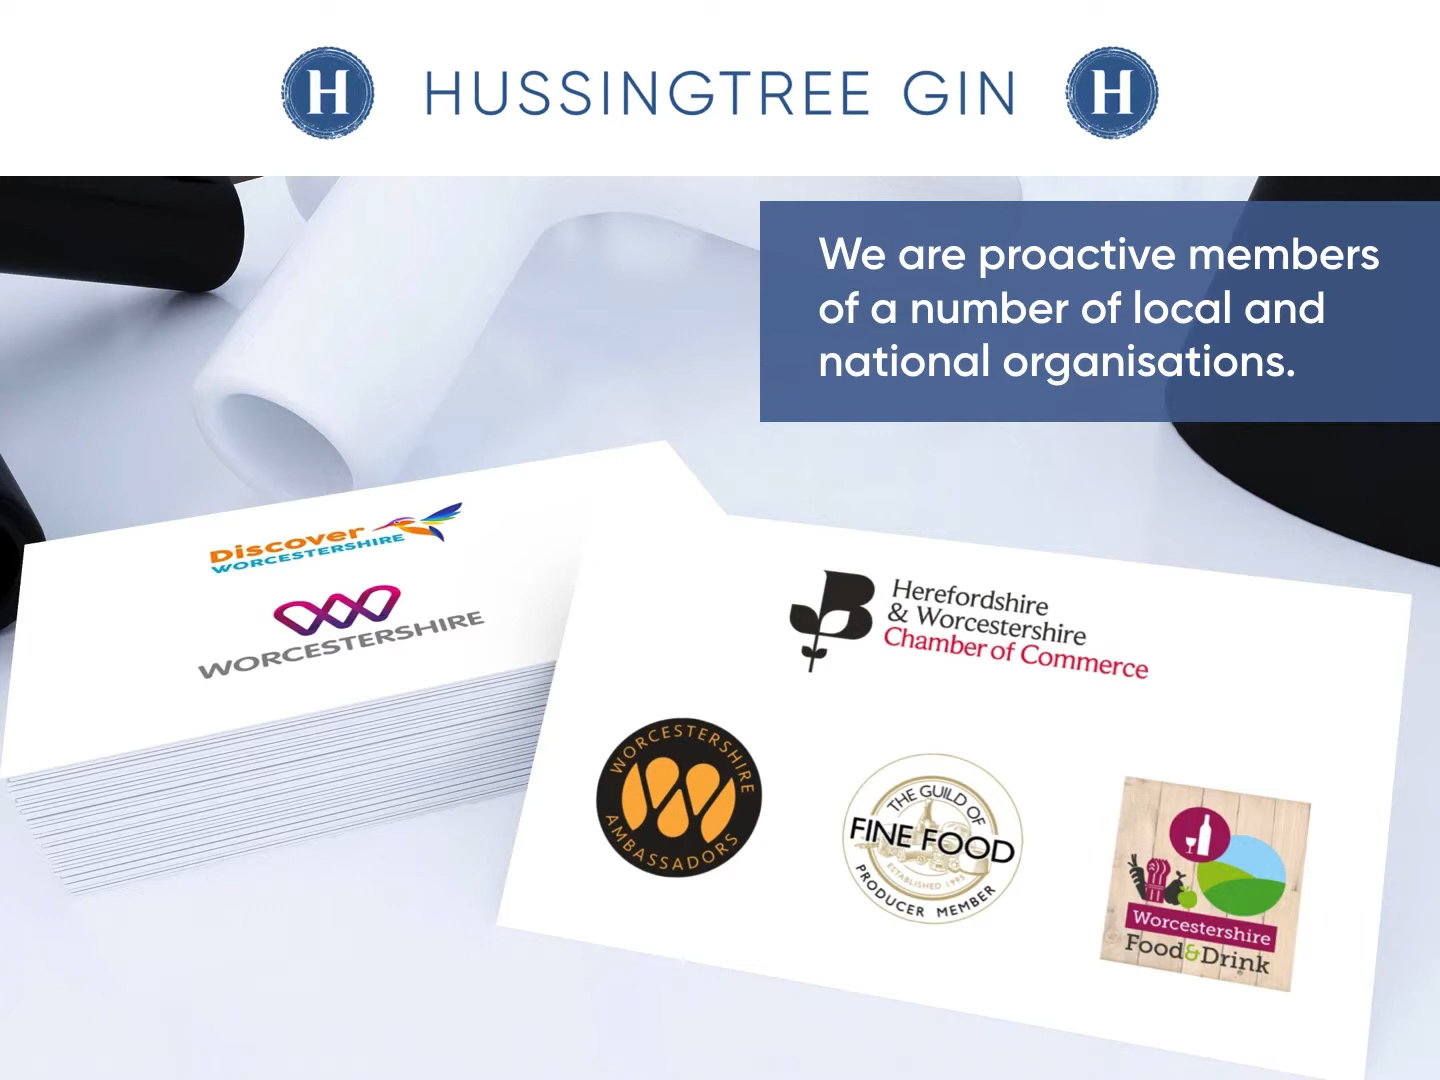 H HUSSINGTREE GIN H
We are proactive members
of a number of local and
national organisations.
Discover
WORCESTERSHIRE
WORCESTERSHIRE
Herefordshire
& Worcestershire
Chamber of Commerce
WORCESTERSHIRE
AMBASSADORS
THE GUILD OF
FINE FOOD
ESTABLISHED 1995
PRODUCER MEMBER
Worcestershire
Food&Drink